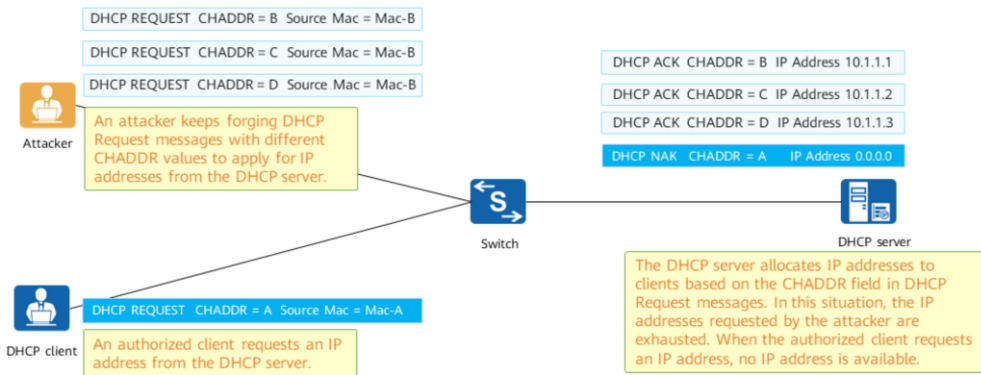 DHCP REQUEST CHADDR = B Source Mac = Mac-B
DHCP REQUEST CHADDR = C Source Mac = Mac-B
DHCP REQUEST CHADDR = D Source Mac = Mac-B
Attacker
An attacker keeps forging DHCP
Request messages with different
CHADDR values to apply for IP
addresses from the DHCP server.
DHCP ACK CHADDR = B IP Address 10.1.1.1
DHCP ACK CHADDR = C IP Address 10.1.1.2
DHCP ACK CHADDR = D IP Address 10.1.1.3
DHCP NAK CHADDR = A IP Address 0.0.0.0
S
Switch
DHCP server
The DHCP server allocates IP addresses to
clients based on the CHADDR field in DHCP
Request messages. In this situation, the IP
addresses requested by the attacker are
exhausted. When the authorized client requests
an IP address, no IP address is available.
DHCP REQUEST CHADDR = A Source Mac = Mac-A
DHCP client
An authorized client requests an IP
address from the DHCP server.